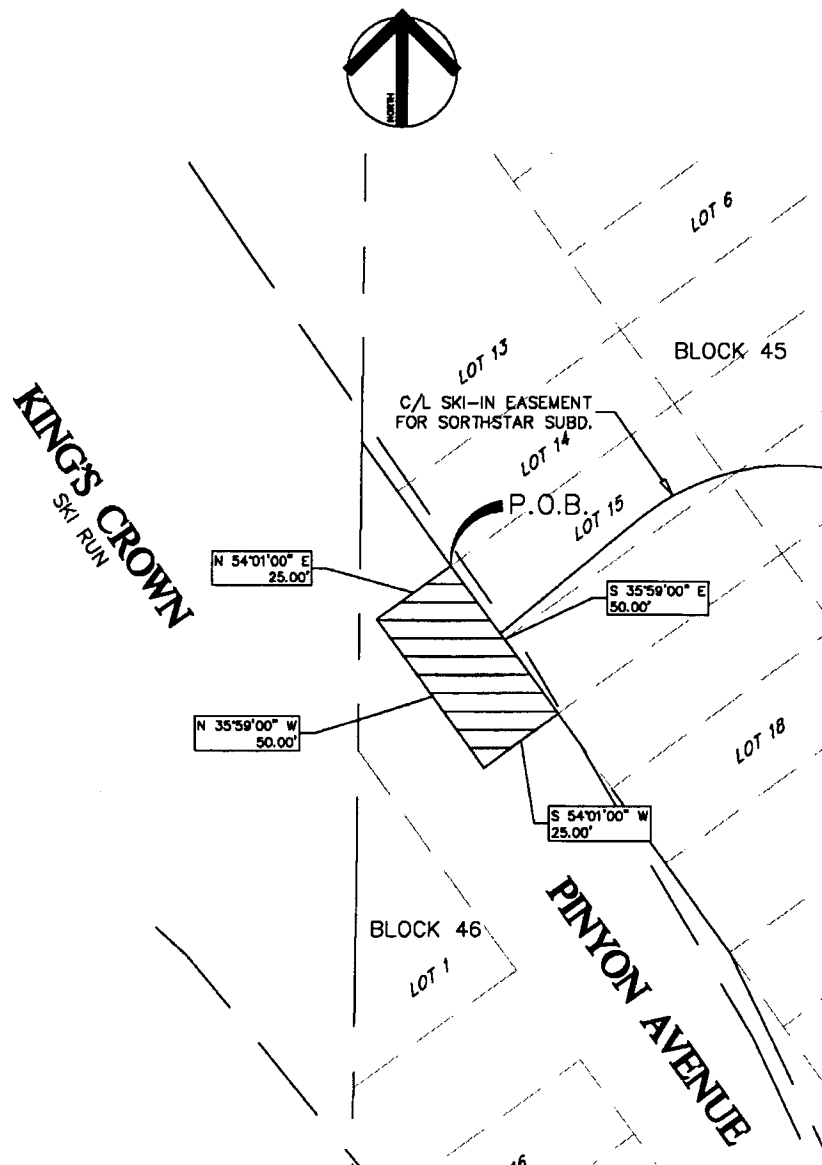 NORTH
LOT 6
LOT 13
BLOCK 45
C/L SKI-IN EASEMENT
FOR SORTHSTAR SUBD.
LOT 14
KING'S CROWN
SKI RUN
P.O.B.
LOT 15
N 54°01'00" E
25.00'
S 35°59'00" E
50.00'
N 35°59'00" W
50.00'
LOT 18
S 54°01'00" W
25.00'
BLOCK 46
LOT 1
PINYON AVENUE